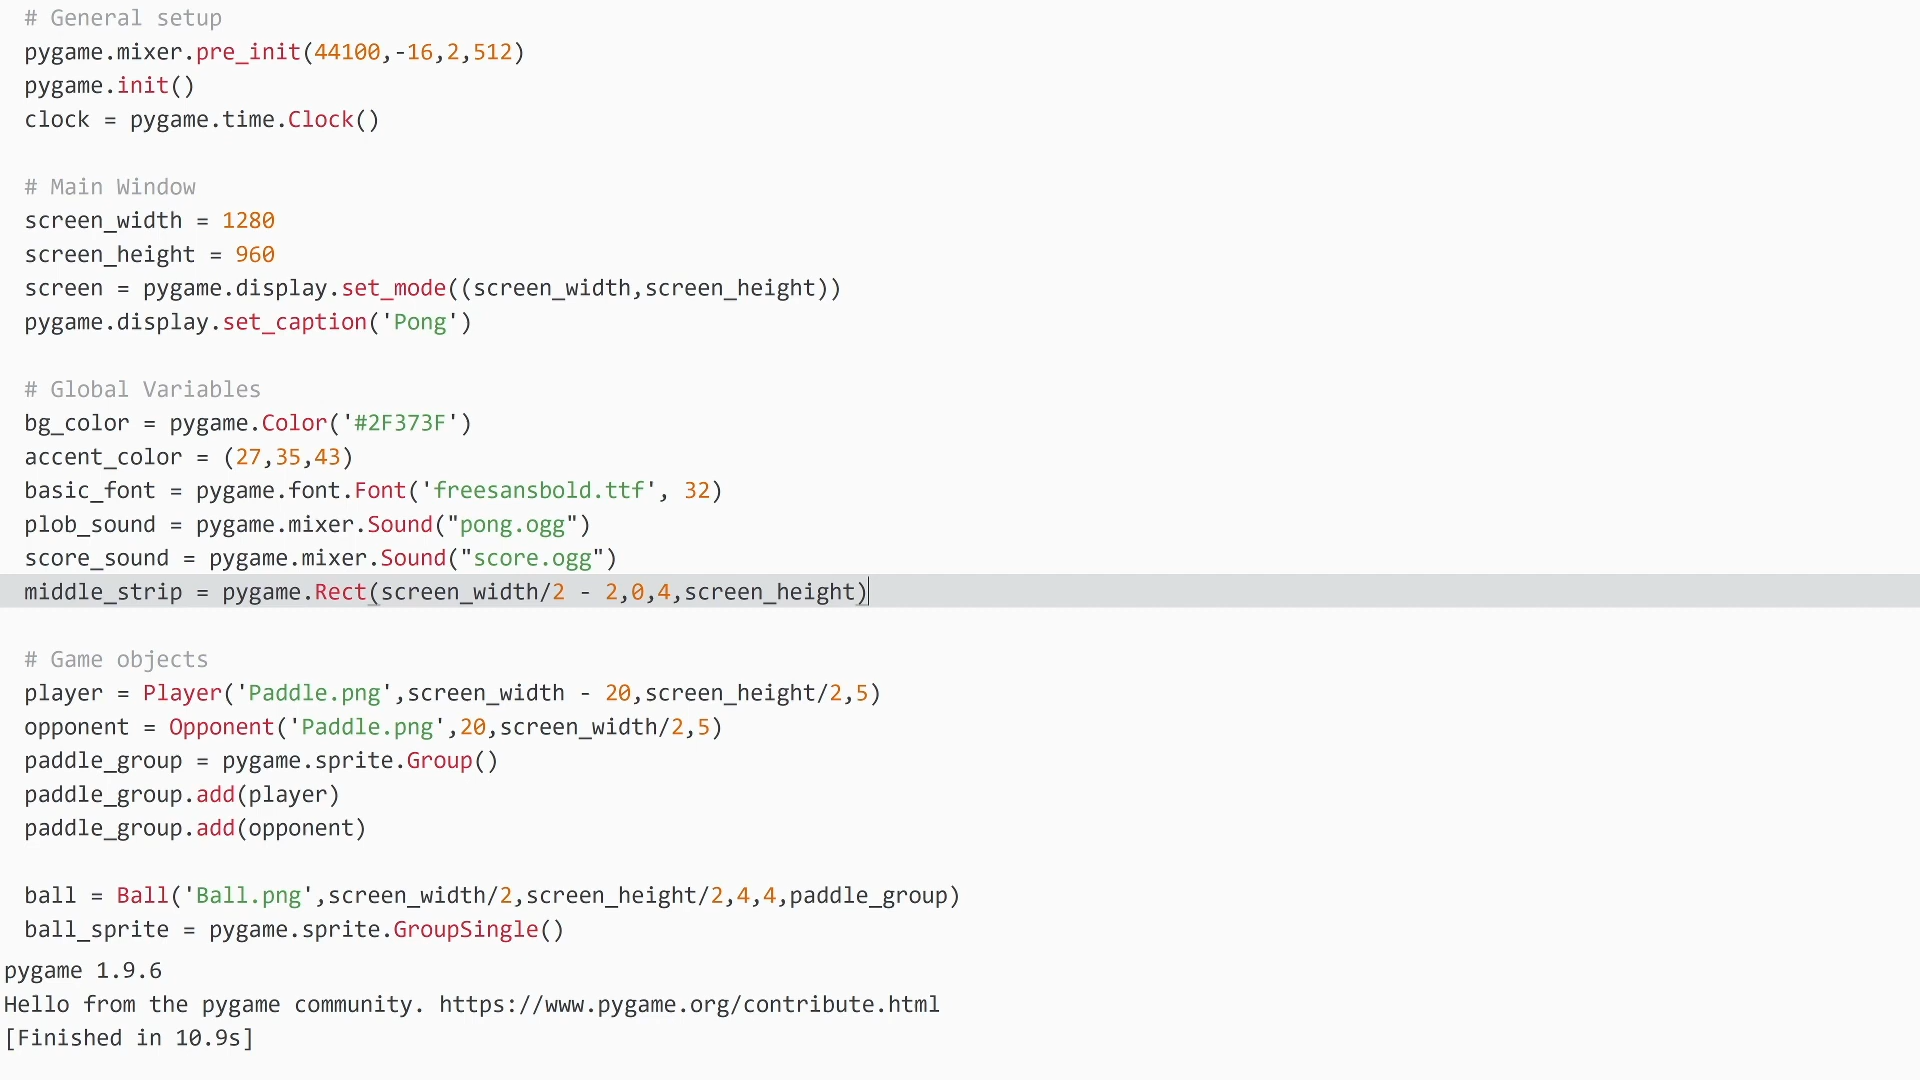 # General setup
pygame.mixer.pre_init(44100,-16,2,512)
pygame.init()
clock = pygame.time.Clock()
# Main Window
screen_width = 1280
screen_height = 960
screen = pygame.display.set_mode((screen_width,screen_height))
pygame.display.set_caption('Pong')
# Global Variables
bg_color = pygame.Color('#2F373F')
accent_color = (27,35,43)
basic_font = pygame.font.Font('freesansbold.ttf', 32)
plob_sound = pygame.mixer.Sound("pong.ogg")
score_sound = pygame.mixer.Sound("score.ogg")
middle_strip = pygame.Rect(screen_width/2 - 2,0,4,screen_height)
# Game objects
player = Player('Paddle.png',screen_width - 20,screen_height/2,5)
opponent = Opponent('Paddle.png',20,screen_width/2,5)
paddle_group = pygame.sprite.Group()
paddle_group.add(player)
paddle_group.add(opponent)
ball = Ball('Ball.png',screen_width/2,screen_height/2,4,4,paddle_group)
ball_sprite = pygame.sprite.GroupSingle()
pygame 1.9.6
Hello from the pygame community. https://www.pygame.org/contribute.html
[Finished in 10.9s]